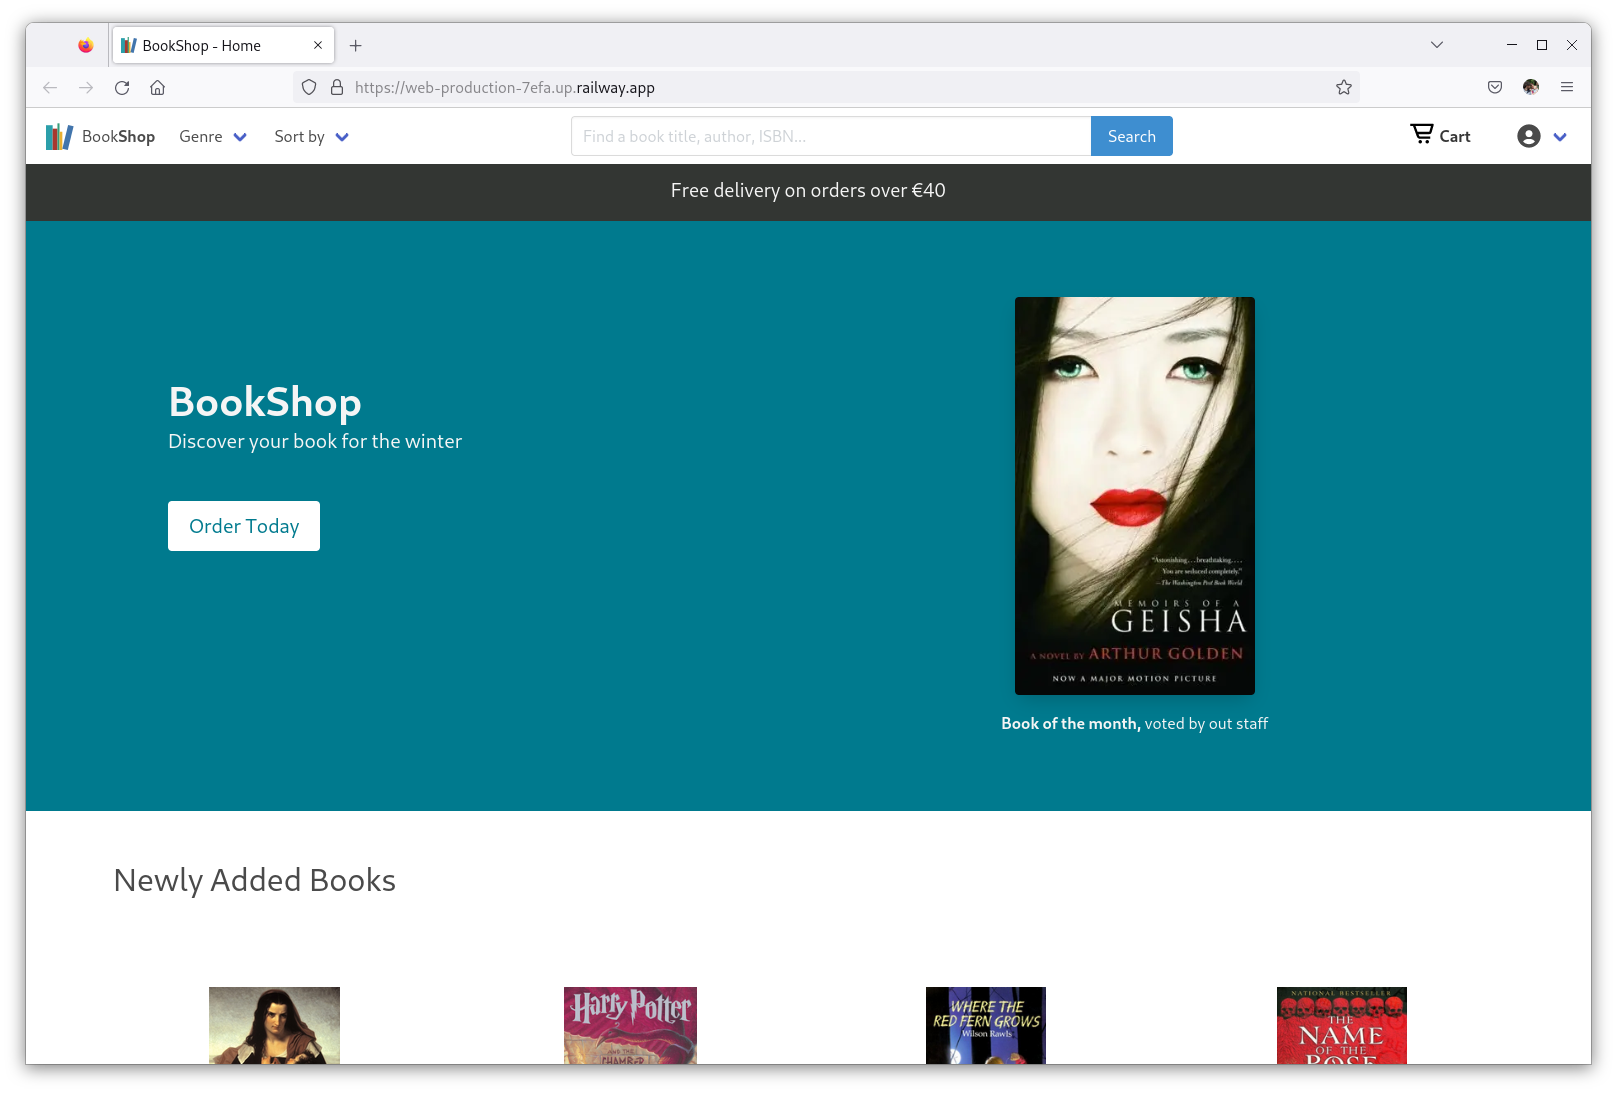 BookShop - Home
https://web-production-7efa.up.railway.app
BookShop
Genre
Sort by
Find a book title, author, ISBN...
Search
Cart
Free delivery on orders over €40
BookShop
Discover your book for the winter
Order Today
"Astonishing...breathtaking....
You are seduced completely."
—The Washington Post Book World
MEMOIRS OF A
GEISHA
A NOVEL BY ARTHUR GOLDEN
NOW A MAJOR MOTION PICTURE
Book of the month, voted by out staff
Newly Added Books
Harry Potter
AND THE
CHAMBER
WHERE THE
RED FERN GROWS
Wilson Rawls
NATIONAL BESTSELLER
THE
NAME
OF THE
ROSE